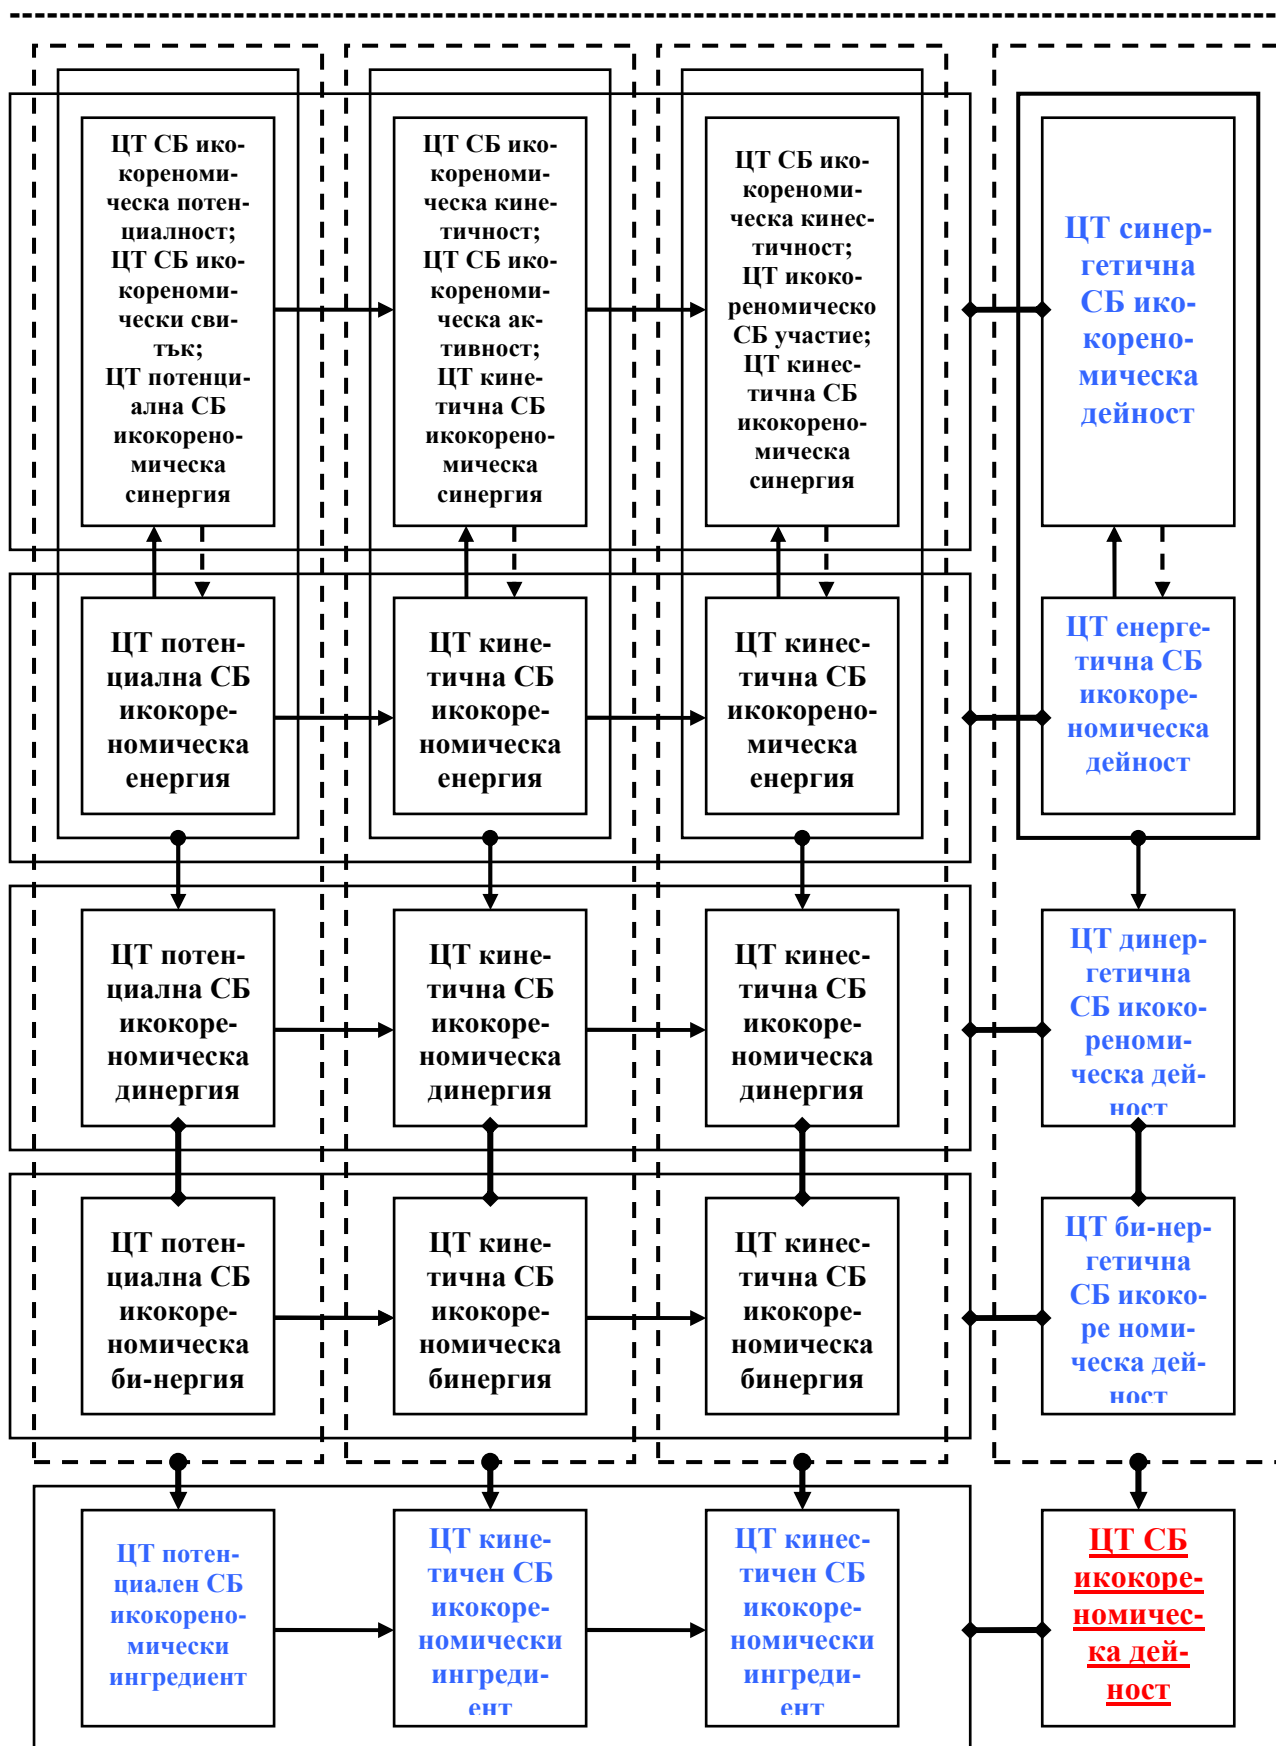 ЦТ СБ ико-
кореноми-
ческа потен-
циалност;
ЦТ СБ ико-
кореноми-
чески сви-
тък;
ЦТ потенци-
ална СБ
икокорено-
мическа
синергия
ЦТ СБ ико-
кореноми-
ческа кине-
тичност;
ЦТ СБ ико-
кореноми-
ческа ак-
тивност;
ЦТ кине-
тична СБ
икокорено-
мическа
синергия
ЦТ СБ ико-
кореноми-
ческа кинес-
тичност;
ЦТ икоко-
реномическо
СБ участие;
ЦТ кинес-
тична СБ
икокорено-
мическа
синергия
ЦТ синер-
гетична
СБ ико-
корено-
мическа
дейност
ЦТ потен-
циална СБ
икокоре-
номическа
енергия
ЦТ кине-
тична СБ
икокоре-
номическа
енергия
ЦТ кинес-
тична СБ
икокорено-
мическа
енергия
ЦТ енерге-
тична СБ
икокоре-
номическа
дейност
ЦТ потен-
циална СБ
икокоре-
номическа
динергия
ЦТ кине-
тична СБ
икокоре-
номическа
динергия
ЦТ кинес-
тична СБ
икокоре-
номическа
динергия
ЦТ динер-
гетична
СБ икоко-
реноми-
ческа дей-
ност
ЦТ потен-
циална СБ
икокоре-
номическа
би-нергия
ЦТ кине-
тична СБ
икокоре-
номическа
бинергия
ЦТ кинес-
тична СБ
икокоре-
номическа
бинергия
ЦТ би-нер-
гетична
СБ икоко-
ре номи-
ческа дей-
ност
ЦТ потен-
циален СБ
икокорено-
мически
ингредиент
ЦТ кине-
тичен СБ
икокоре-
номически
ингреди-
ент
ЦТ кинес-
тичен СБ
икокоре-
номически
ингреди-
ент
ЦТ СБ
икокоре-
номичес-
ка дей-
ност